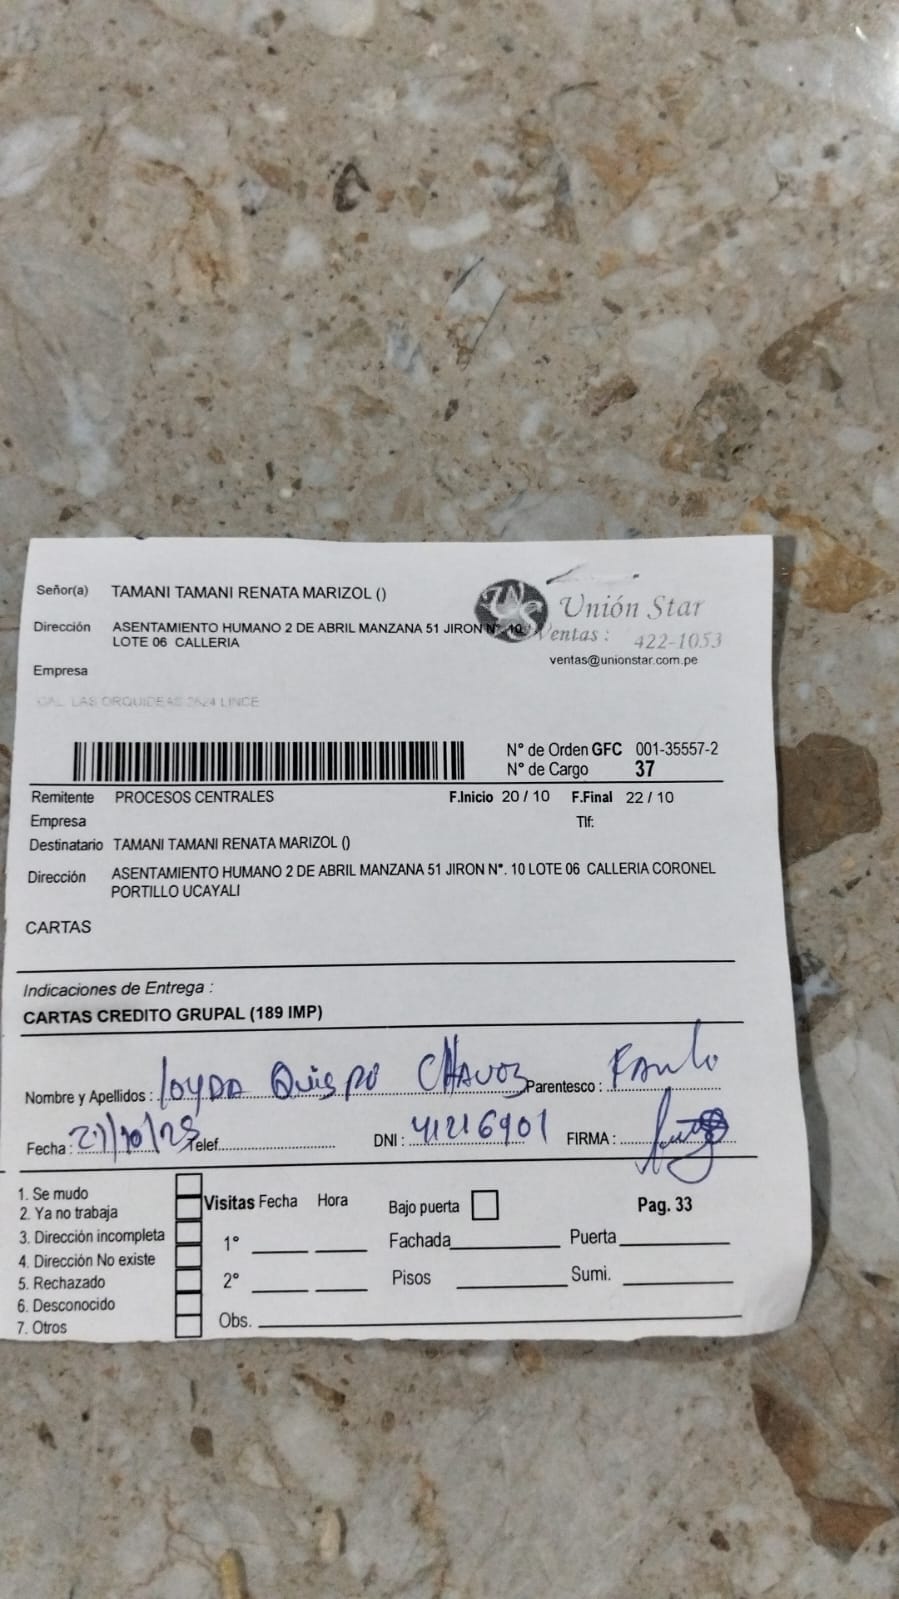 Señor(a) TAMANI TAMANI RENATA MARIZOL ()
Unión Star
Dirección ASENTAMIENTO HUMANO 2 DE ABRIL MANZANA 51 JIRON N°. 10
LOTE 06 CALLERIA
Ventas : 422-1053
ventas@unionstar.com.pe
Empresa
CAL. LAS ORQUIDEAS 2624 LINCE
N° de Orden GFC 001-35557-2
N° de Cargo 37
Remitente PROCESOS CENTRALES F.Inicio 20 / 10 F.Final 22 / 10
Empresa Tlf:
Destinatario TAMANI TAMANI RENATA MARIZOL ()
Dirección ASENTAMIENTO HUMANO 2 DE ABRIL MANZANA 51 JIRON N°. 10 LOTE 06 CALLERIA CORONEL
PORTILLO UCAYALI
CARTAS
Indicaciones de Entrega :
CARTAS CREDITO GRUPAL (189 IMP)
Nombre y Apellidos : loyda Quispe Chavez Parentesco :
Fecha : /10/25 Telef. DNI : 41216901 FIRMA :
1. Se mudo
2. Ya no trabaja
3. Dirección incompleta
4. Dirección No existe
5. Rechazado
6. Desconocido
7. Otros
Visitas Fecha Hora Bajo puerta Pag. 33
1° Fachada Puerta
2° Pisos Sumi.
Obs.